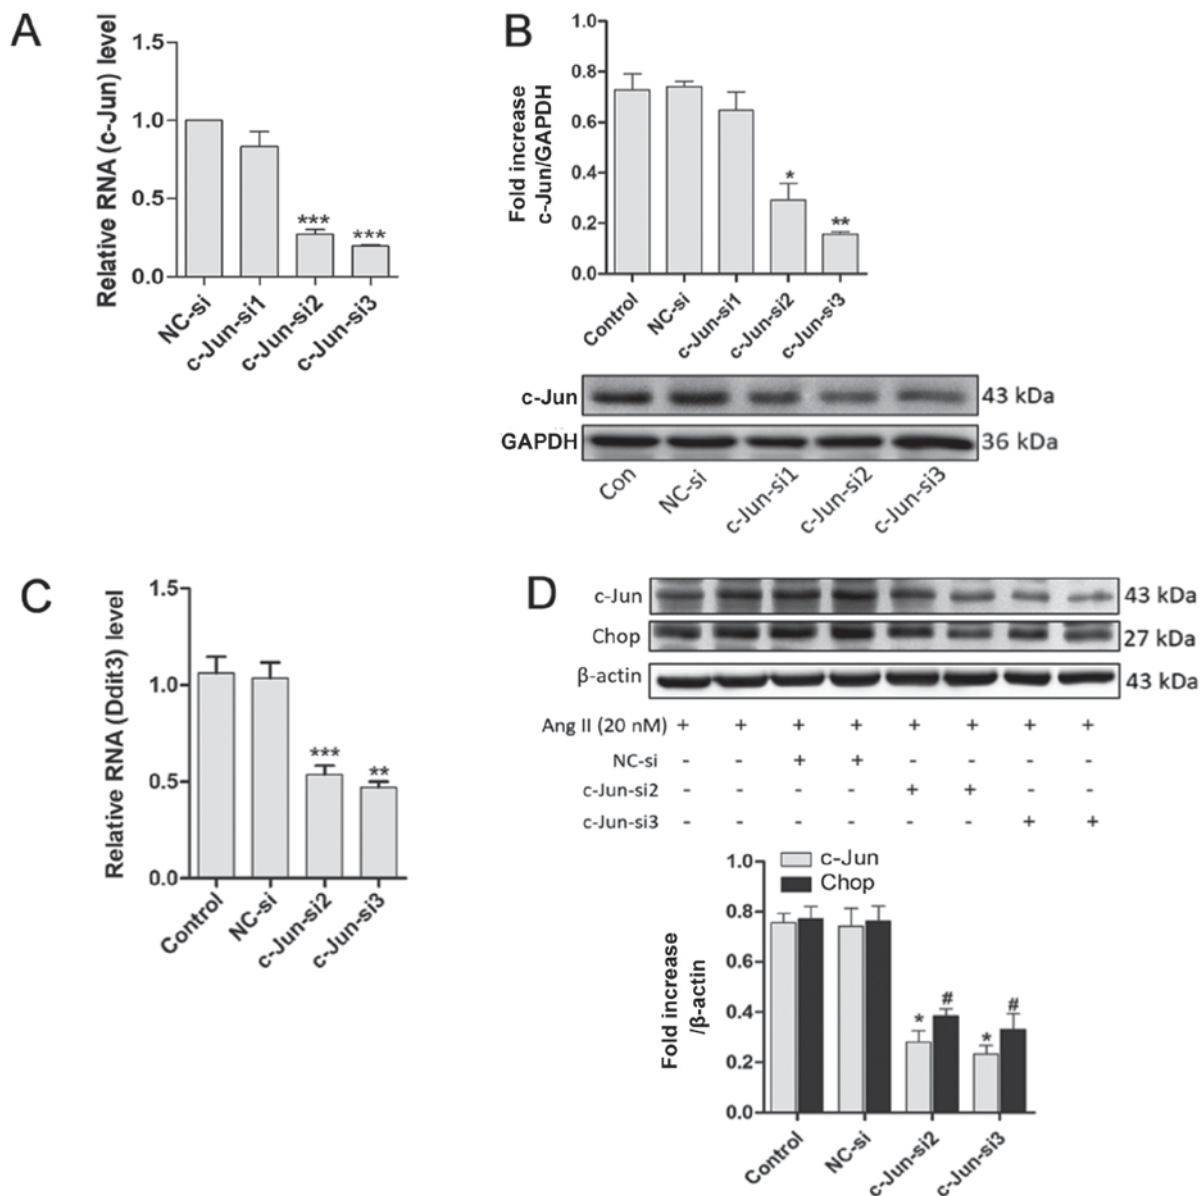 A
Relative RNA (c-Jun) level
1.5
1.0
0.5
0.0
***
***
NC-si
c-Jun-si1
c-Jun-si2
c-Jun-si3
B
Fold increase
c-Jun/GAPDH
1.0
0.8
0.6
0.4
0.2
0.0
*
**
Control
NC-si
c-Jun-si1
c-Jun-si2
c-Jun-si3
c-Jun 43 kDa
GAPDH 36 kDa
Con
NC-si
c-Jun-si1
c-Jun-si2
c-Jun-si3
C
Relative RNA (Ddit3) level
1.5
1.0
0.5
0.0
***
**
Control
NC-si
c-Jun-si2
c-Jun-si3
D
c-Jun 43 kDa
Chop 27 kDa
β-actin 43 kDa
Ang II (20 nM) + + + + + + + +
NC-si - - + + - - - -
c-Jun-si2 - - - - + + - -
c-Jun-si3 - - - - - - + +
c-Jun
Chop
Fold increase
/β-actin
1.0
0.8
0.6
0.4
0.2
0.0
* #
* #
Control
NC-si
c-Jun-si2
c-Jun-si3